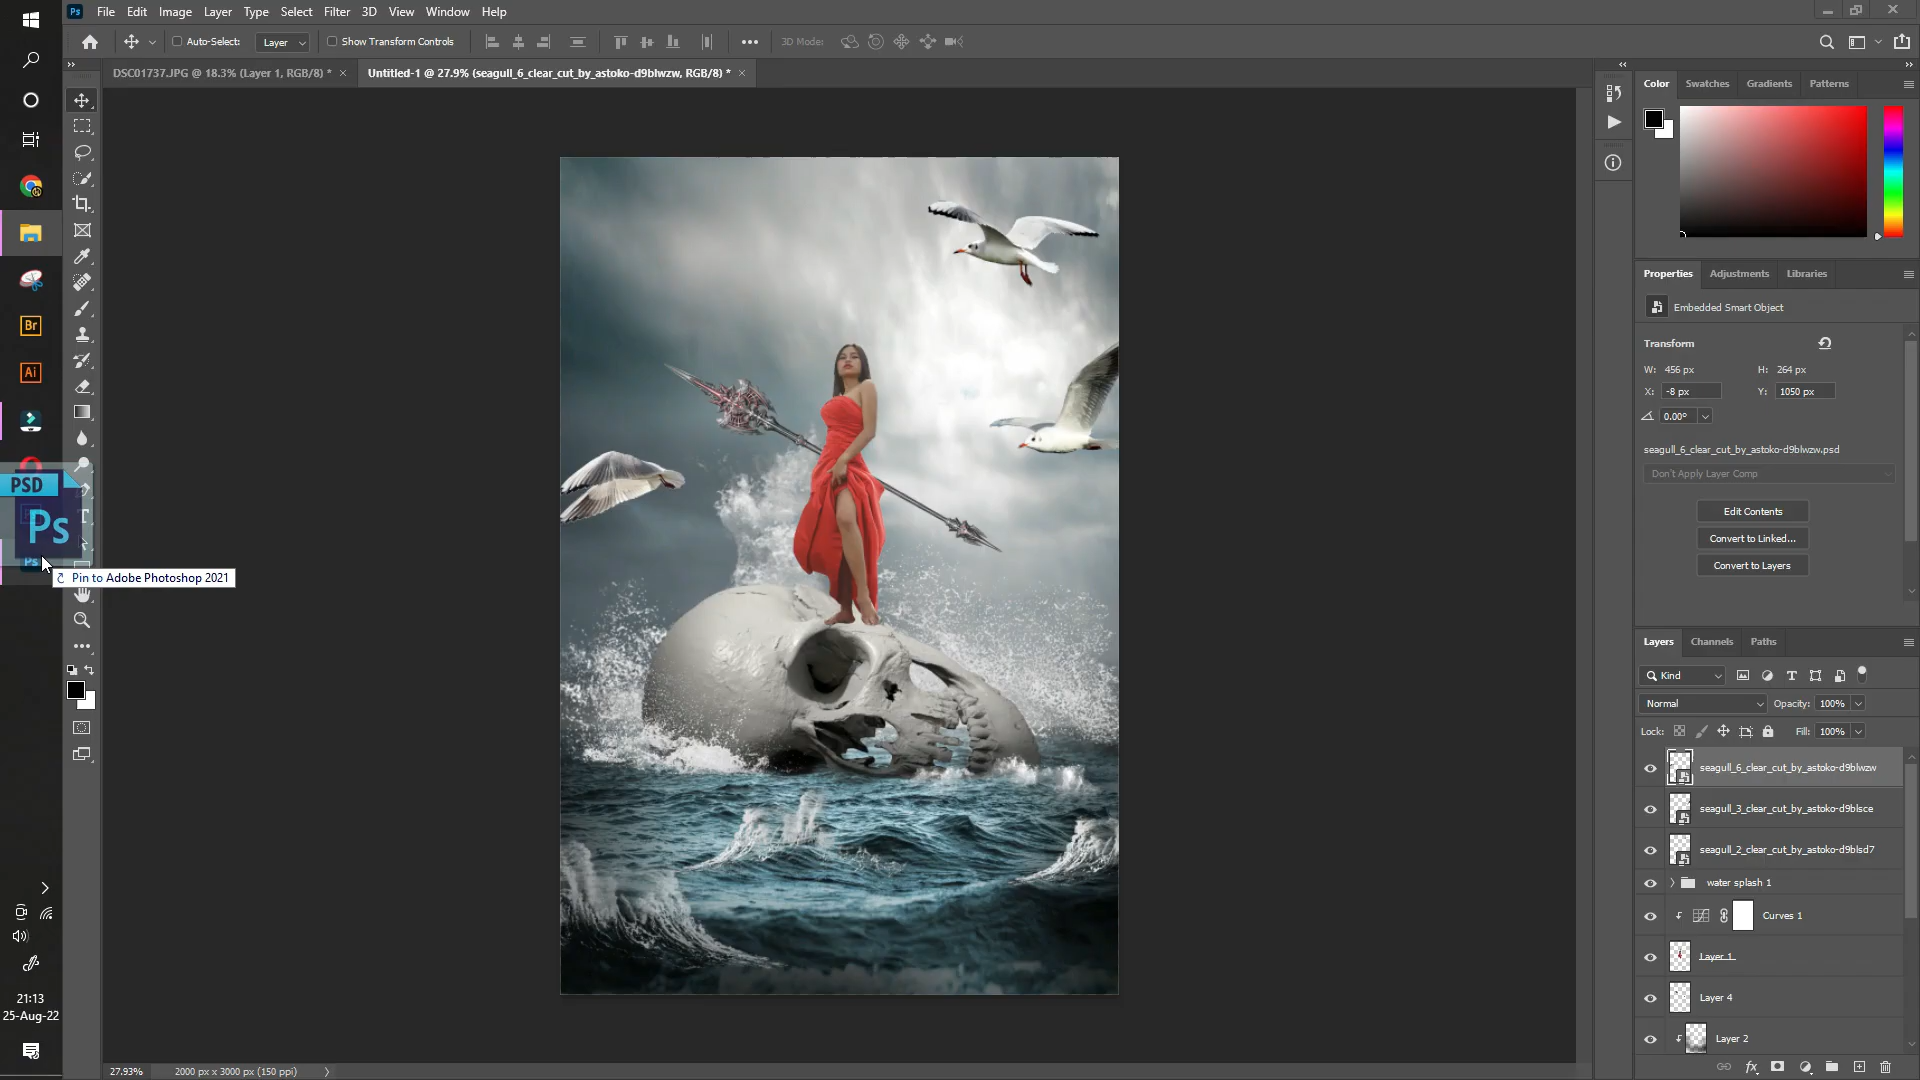 Ps File Edit Image Layer Type Select Filter 3D View Window Help
Auto-Select: Layer Show Transform Controls 3D Mode:
DSC01737.JPG @ 18.3% (Layer 1, RGB/8) * × Untitled-1 @ 27.9% (seagull_6_clear_cut_by_astoko-d9blwzw, RGB/8) * ×
Color Swatches Gradients Patterns
Properties Adjustments Libraries
Embedded Smart Object
Transform
W: 456 px H: 264 px
X: -8 px Y: 1050 px
0.00°
seagull_6_clear_cut_by_astoko-d9blwzw.psd
Don't Apply Layer Comp
Edit Contents
Convert to Linked...
Convert to Layers
Br
Ai
PSD
Ps
Ps
Pin to Adobe Photoshop 2021
Layers Channels Paths
Kind
Normal Opacity: 100%
Lock: Fill: 100%
seagull_6_clear_cut_by_astoko-d9blwzw
seagull_3_clear_cut_by_astoko-d9blsce
seagull_2_clear_cut_by_astoko-d9blsd7
water splash 1
Curves 1
Layer 1
Layer 4
Layer 2
21:13
25-Aug-22
27.93% 2000 px x 3000 px (150 ppi)